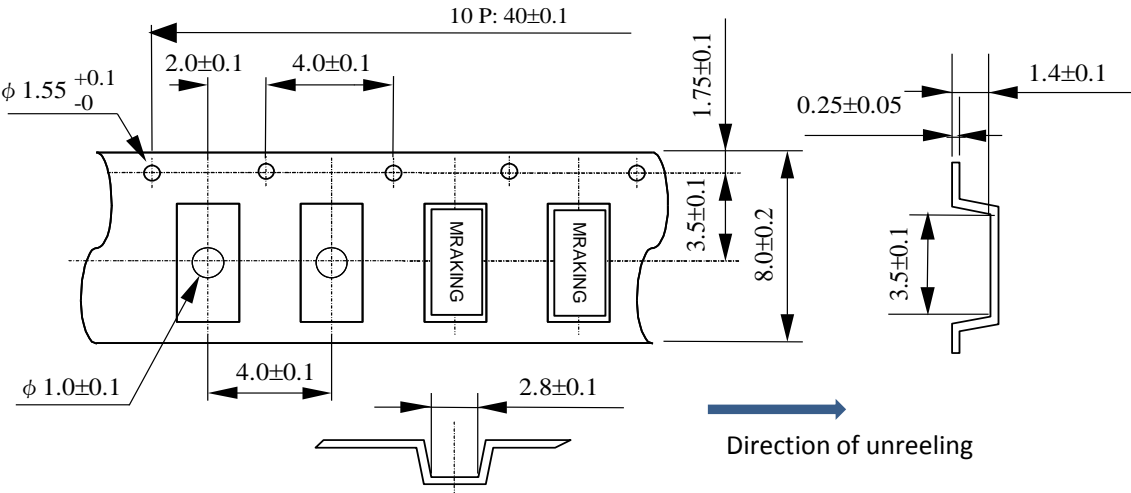 10 P: 40±0.1
2.0±0.1
4.0±0.1
1.75±0.1
1.4±0.1
φ 1.55 +0.1 -0
0.25±0.05
3.5±0.1
8.0±0.2
3.5±0.1
MRAKING
MRAKING
φ 1.0±0.1
4.0±0.1
2.8±0.1
Direction of unreeling